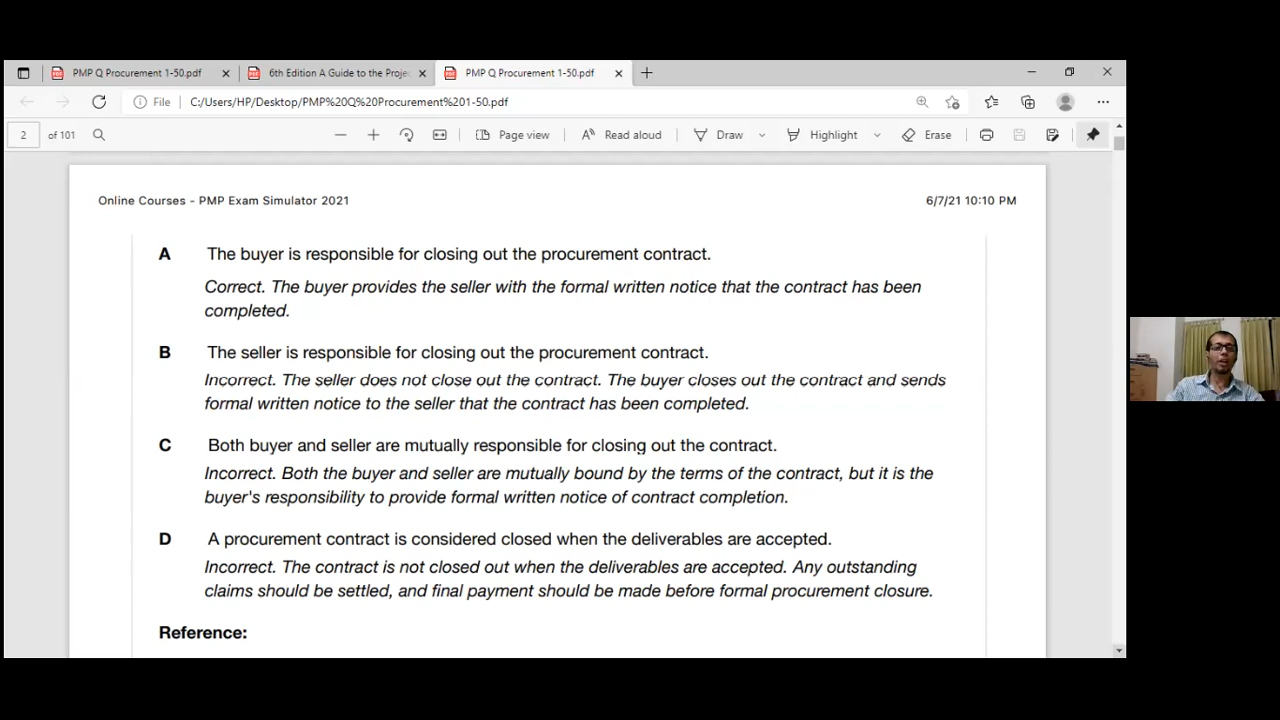 PMP Q Procurement 1-50.pdf
6th Edition A Guide to the Proje
PMP Q Procurement 1-50.pdf
File C:/Users/HP/Desktop/PMP%20Q%20Procurement%201-50.pdf
2 of 101 Page view Read aloud Draw Highlight Erase
Online Courses - PMP Exam Simulator 2021 6/7/21 10:10 PM
A The buyer is responsible for closing out the procurement contract.
Correct. The buyer provides the seller with the formal written notice that the contract has been
completed.
B The seller is responsible for closing out the procurement contract.
Incorrect. The seller does not close out the contract. The buyer closes out the contract and sends
formal written notice to the seller that the contract has been completed.
C Both buyer and seller are mutually responsible for closing out the contract.
Incorrect. Both the buyer and seller are mutually bound by the terms of the contract, but it is the
buyer's responsibility to provide formal written notice of contract completion.
D A procurement contract is considered closed when the deliverables are accepted.
Incorrect. The contract is not closed out when the deliverables are accepted. Any outstanding
claims should be settled, and final payment should be made before formal procurement closure.
Reference: